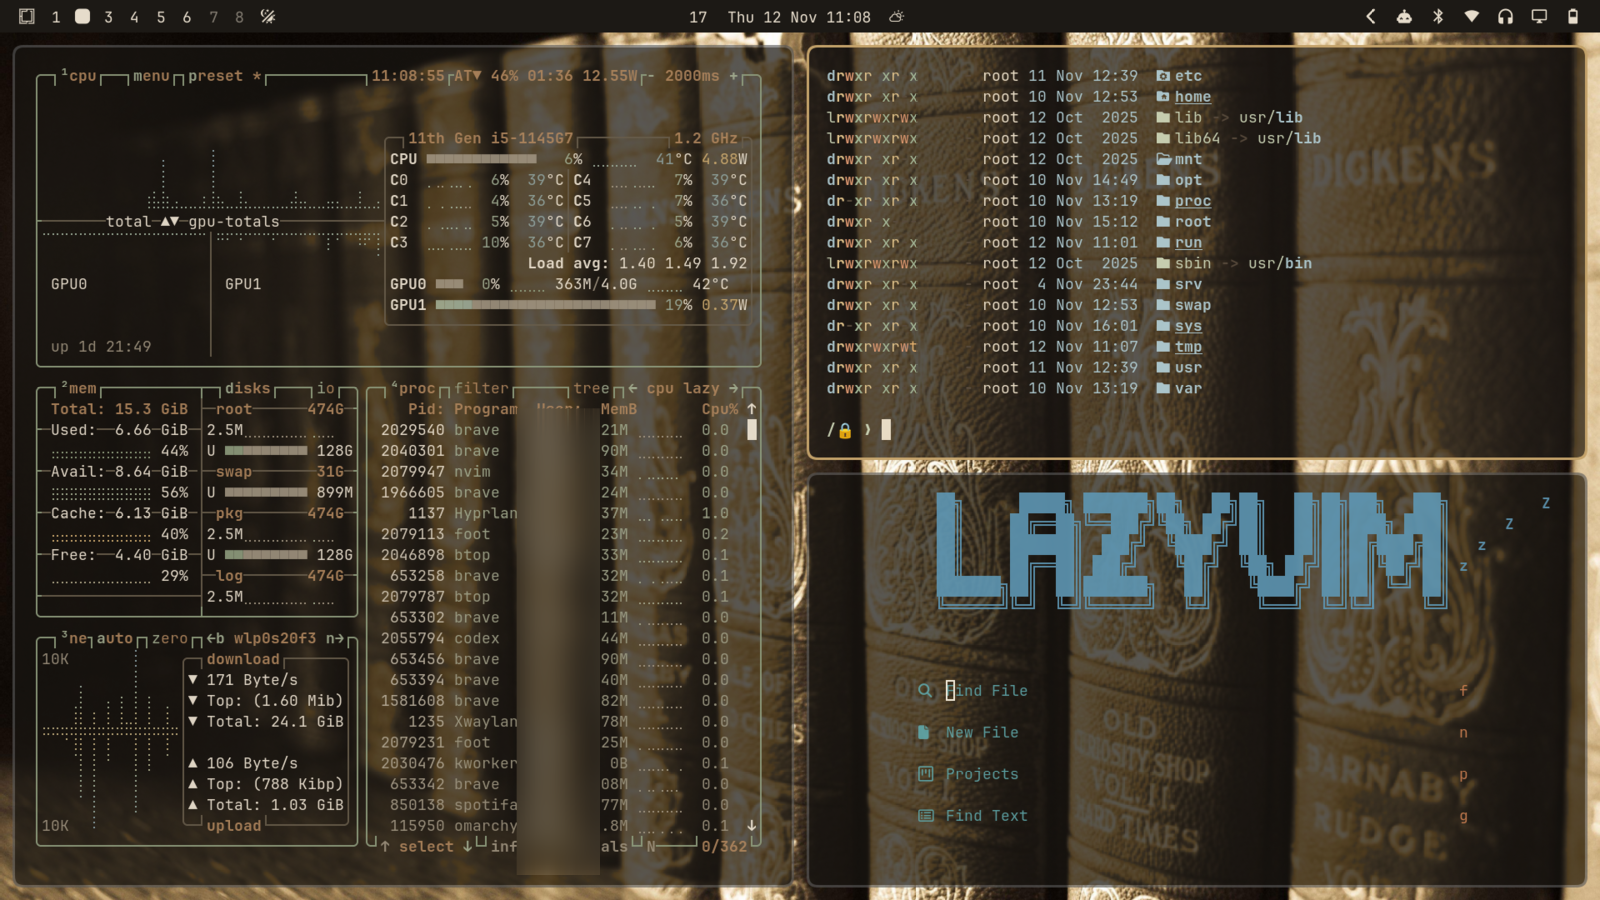 1 3 4 5 6 7 8
17 Thu 12 Nov 11:08
¹cpu menu preset * 11:08:55 AT▼ 46% 01:36 12.55W - 2000ms +
11th Gen i5-1145G7 1.2 GHz
CPU 6% 41°C 4.88W
C0 6% 39°C C4 7% 39°C
C1 4% 36°C C5 7% 36°C
total ▲▼ gpu-totals
C2 5% 39°C C6 5% 39°C
C3 10% 36°C C7 6% 36°C
Load avg: 1.40 1.49 1.92
GPU0 GPU1
GPU0 0% 363M/4.0G 42°C
GPU1 19% 0.37W
up 1d 21:49
²mem disks io
Total: 15.3 GiB root 474G
Used: 6.66 GiB 2.5M
44% U 128G
Avail: 8.64 GiB swap 31G
56% U 899M
Cache: 6.13 GiB pkg 474G
40% 2.5M
Free: 4.40 GiB U 128G
29% log 474G
2.5M
³ne auto zero ←b wlp0s20f3 n→
10K download
▼ 171 Byte/s
▼ Top: (1.60 Mib)
▼ Total: 24.1 GiB
▲ 106 Byte/s
▲ Top: (788 Kibp)
▲ Total: 1.03 GiB
10K upload
⁴proc filter tree ← cpu lazy →
Pid: Program MemB Cpu% ↑
2029540 brave 21M 0.0
2040301 brave 90M 0.0
2079947 nvim 34M 0.0
1966605 brave 24M 0.0
1137 Hyprlan 37M 1.0
2079113 foot 23M 0.2
2046898 btop 33M 0.1
653258 brave 32M 0.1
2079787 btop 32M 0.1
653302 brave 11M 0.0
2055794 codex 44M 0.0
653456 brave 90M 0.0
653394 brave 40M 0.0
1581608 brave 82M 0.0
1235 Xwaylan 78M 0.0
2079231 foot 25M 0.0
2030476 kworker 0B 0.1
653342 brave 08M 0.0
850138 spotifa 77M 0.0
115950 omarchy .8M 0.1 ↓
↑ select ↓ inf als N 0/362
drwxr xr x root 11 Nov 12:39 etc
drwxr xr x root 10 Nov 12:53 home
lrwxrwxrwx root 12 Oct 2025 lib -> usr/lib
lrwxrwxrwx root 12 Oct 2025 lib64 -> usr/lib
drwxr xr x root 12 Oct 2025 mnt
drwxr xr x root 10 Nov 14:49 opt
dr-xr xr x root 10 Nov 13:19 proc
drwxr x root 10 Nov 15:12 root
drwxr xr x root 12 Nov 11:01 run
lrwxrwxrwx root 12 Oct 2025 sbin -> usr/bin
drwxr xr x root 4 Nov 23:44 srv
drwxr xr x root 10 Nov 12:53 swap
dr-xr xr x root 10 Nov 16:01 sys
drwxrwxrwt root 12 Nov 11:07 tmp
drwxr xr x root 11 Nov 12:39 usr
drwxr xr x root 10 Nov 13:19 var
/🔒 ❯
LAZYVIM z z z Z
Find File f
New File n
Projects p
Find Text g
DICKENS
OLD
CURIOSITY SHOP
VOL. II.
HARD TIMES
BARNABY
RUDGE